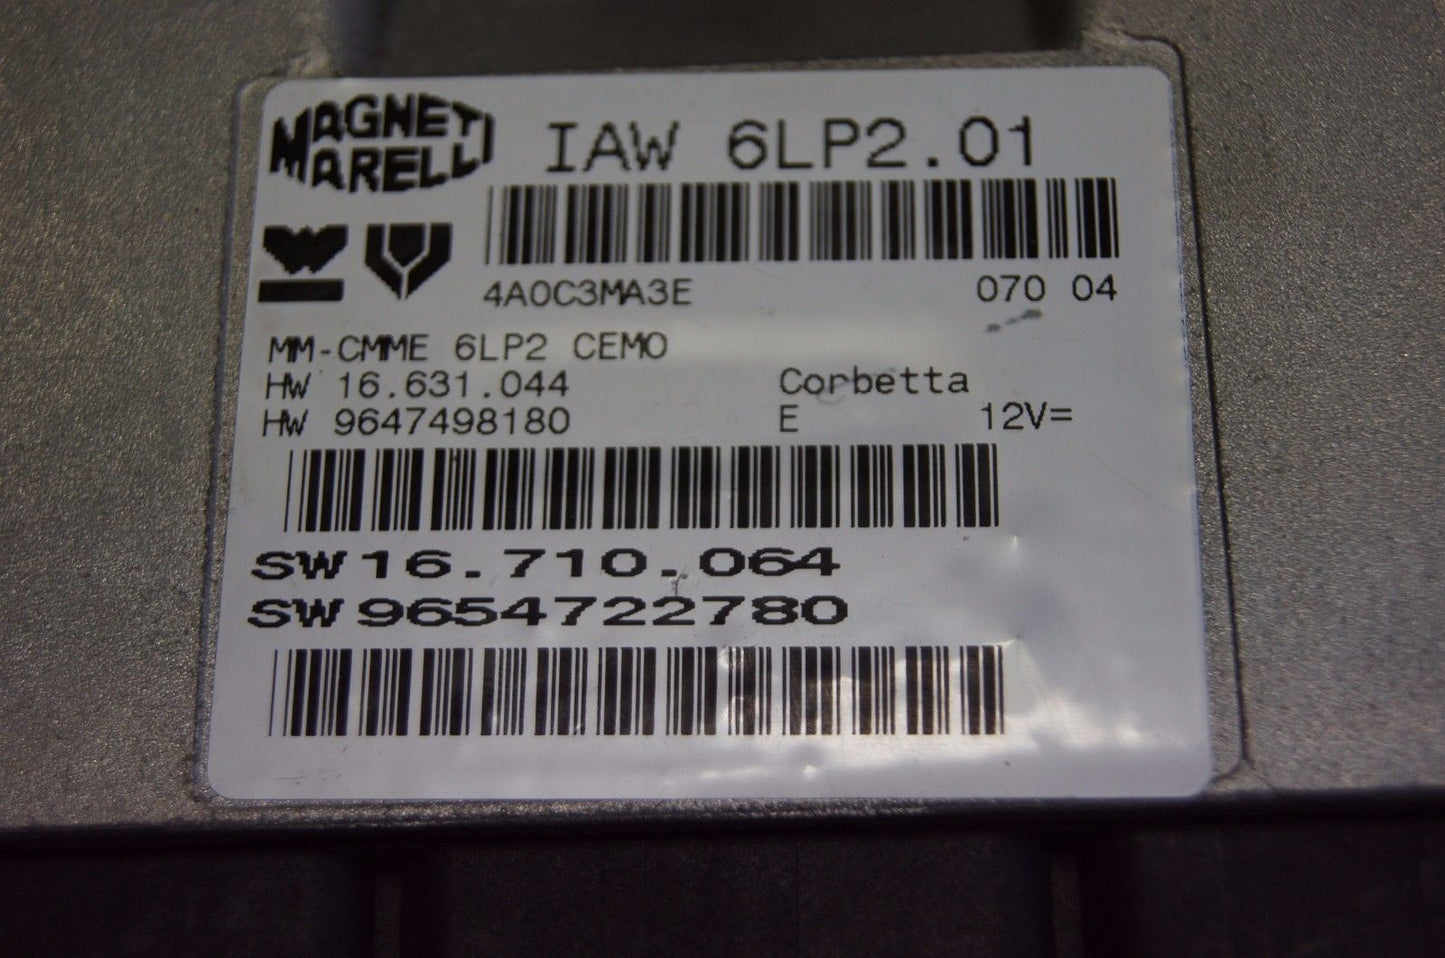 MAGNETI MARELLI
IAW 6LP2.01
4A0C3MA3E 070 04
MM-CMME 6LP2 CEMO
HW 16.631.044 Corbetta
HW 9647498180 E 12V=
SW16.710.064
SW9654722780